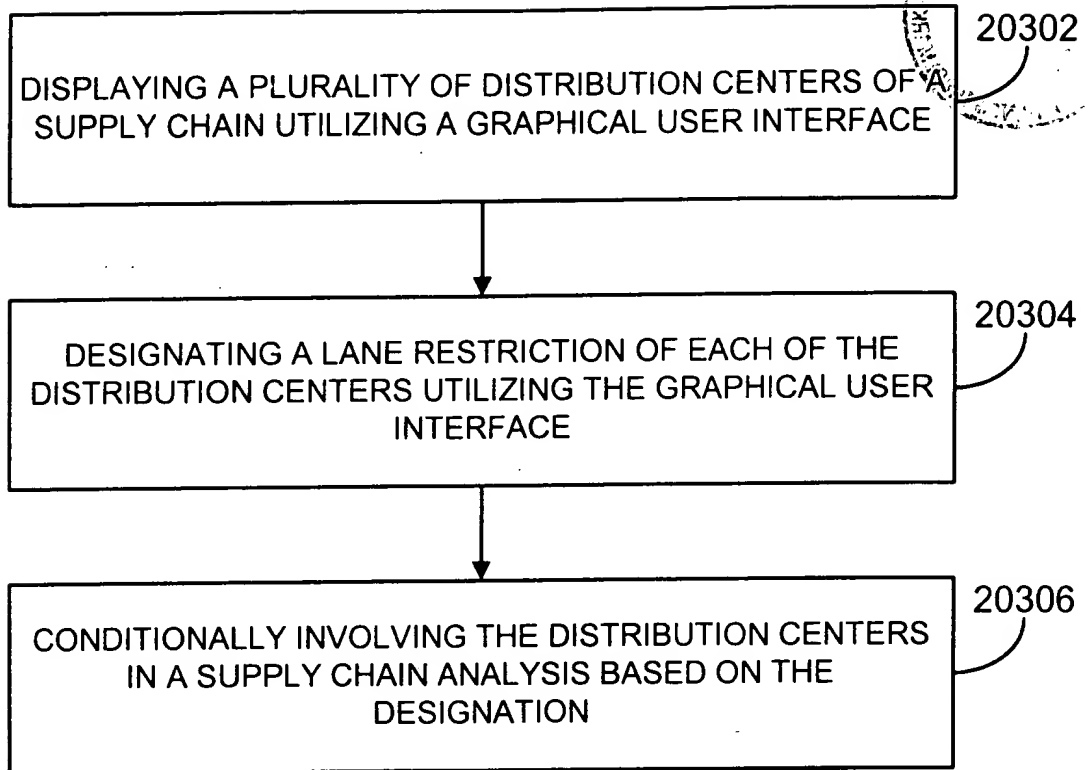 20302
DISPLAYING A PLURALITY OF DISTRIBUTION CENTERS OF A
SUPPLY CHAIN UTILIZING A GRAPHICAL USER INTERFACE
20304
DESIGNATING A LANE RESTRICTION OF EACH OF THE
DISTRIBUTION CENTERS UTILIZING THE GRAPHICAL USER
INTERFACE
20306
CONDITIONALLY INVOLVING THE DISTRIBUTION CENTERS
IN A SUPPLY CHAIN ANALYSIS BASED ON THE
DESIGNATION